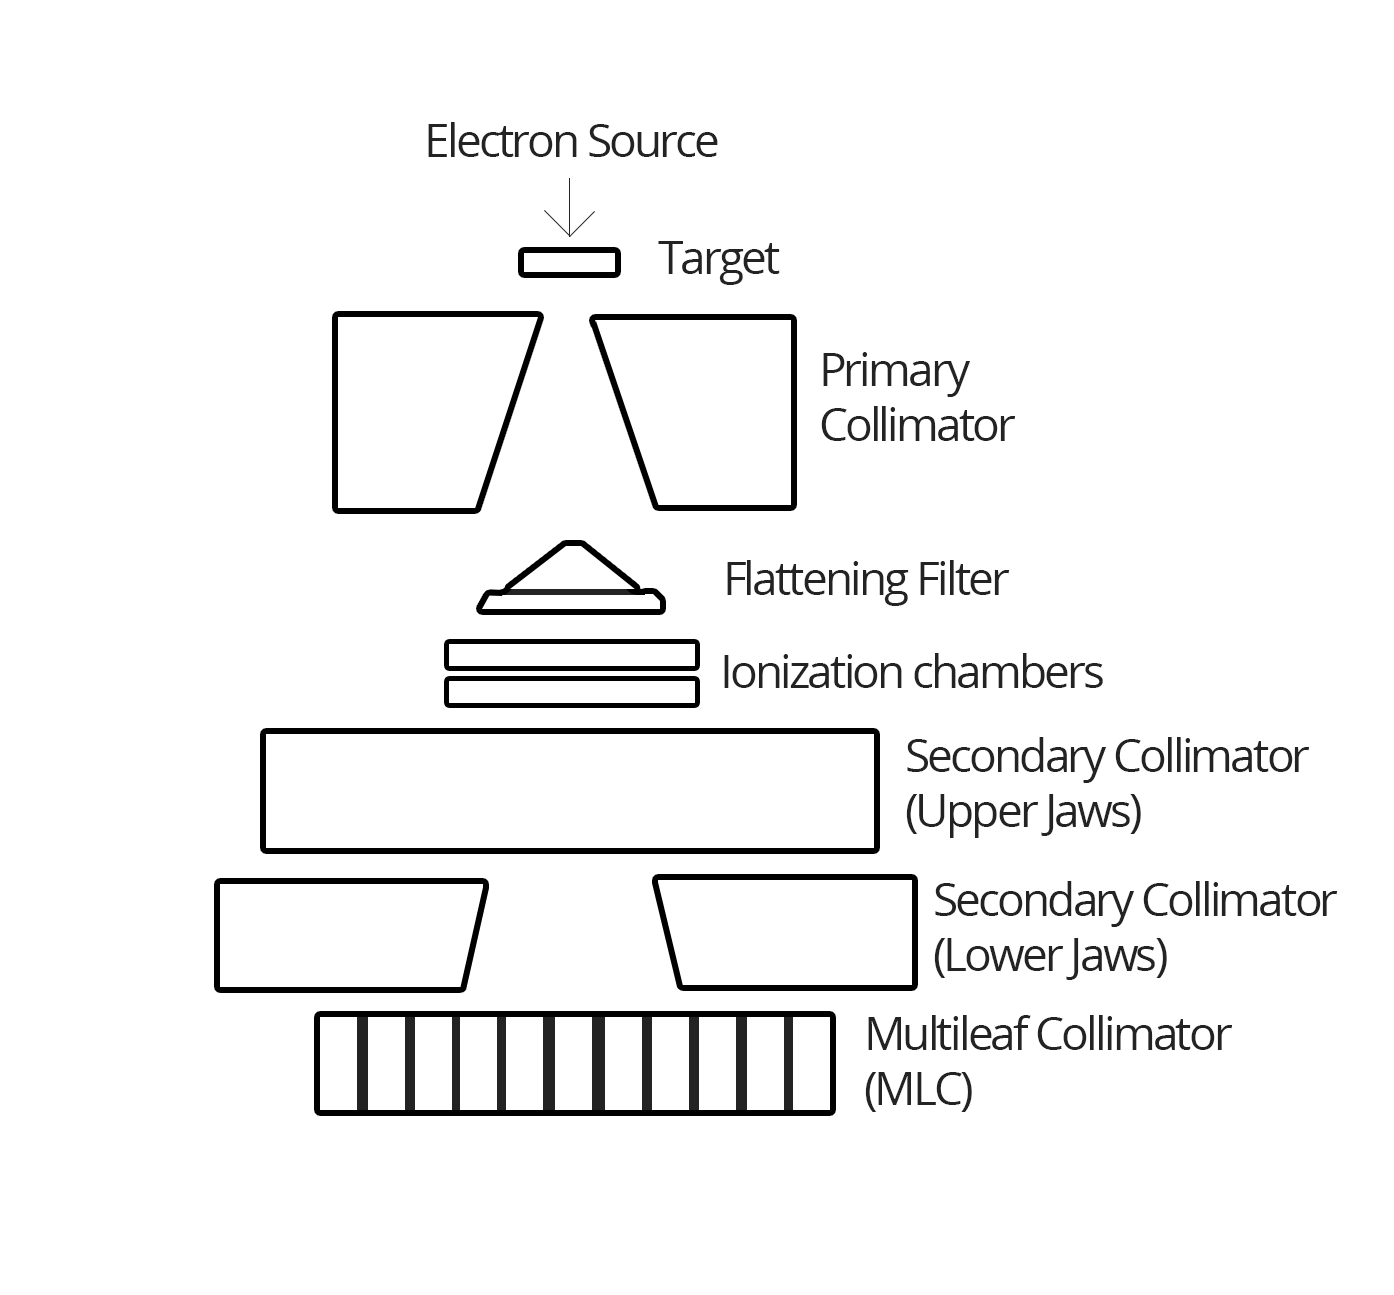 Electron Source
Target
Primary
Collimator
Flattening Filter
Ionization chambers
Secondary Collimator
(Upper Jaws)
Secondary Collimator
(Lower Jaws)
Multileaf Collimator
(MLC)